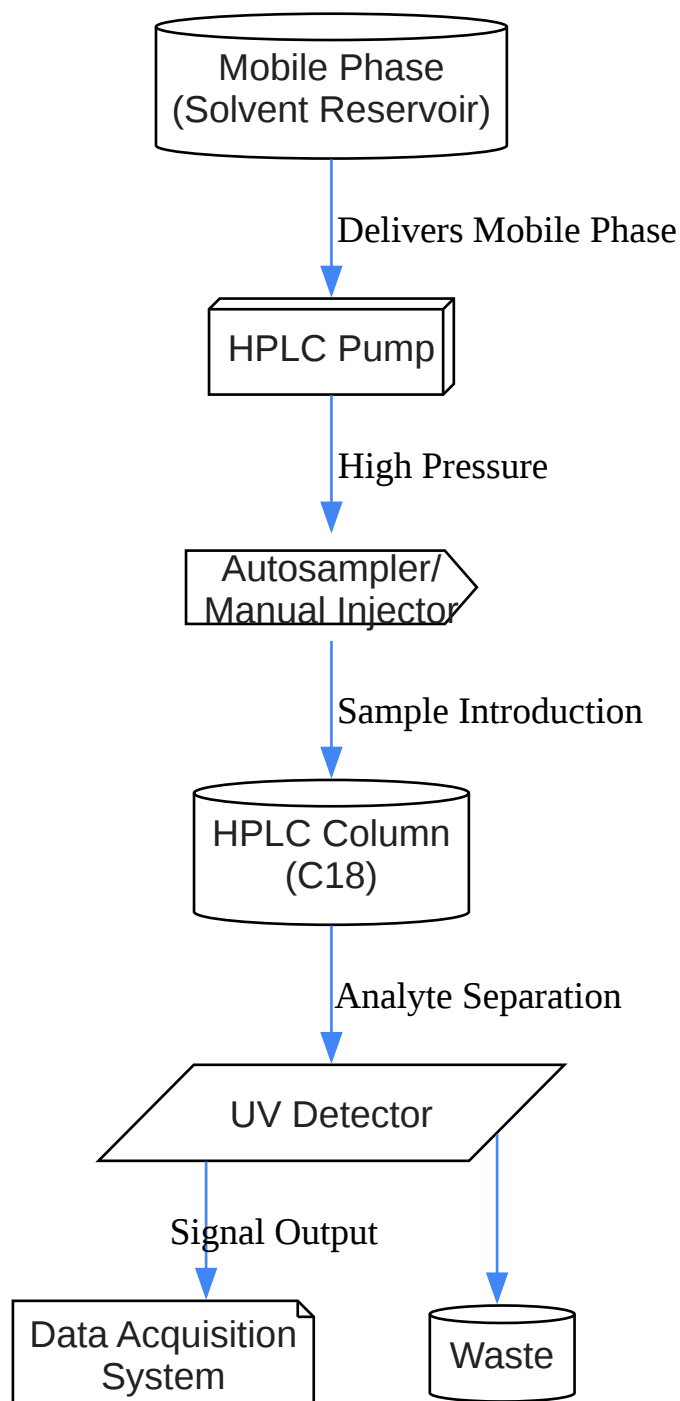 Mobile Phase
(Solvent Reservoir)
Delivers Mobile Phase
HPLC Pump
High Pressure
Autosampler/
Manual Injector
Sample Introduction
HPLC Column
(C18)
Analyte Separation
UV Detector
Signal Output
Data Acquisition
System
Waste